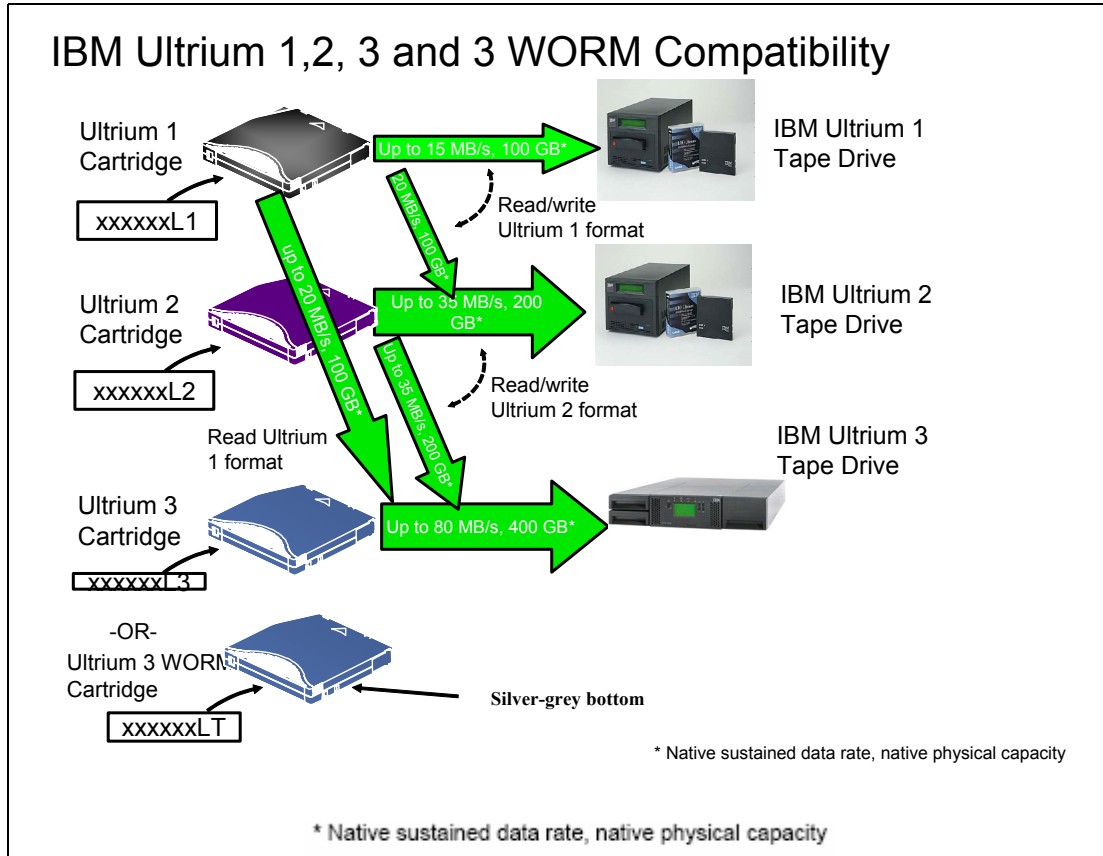 IBM Ultrium 1,2, 3 and 3 WORM Compatibility
Ultrium 1
Cartridge
xxxxxxL1
Up to 15 MB/s, 100 GB*
IBM Ultrium 1
Tape Drive
20 MB/s, 100 GB*
Read/write
Ultrium 1 format
up to 20 MB/s, 100 GB*
Ultrium 2
Cartridge
xxxxxxL2
Up to 35 MB/s, 200
GB*
IBM Ultrium 2
Tape Drive
Up to 35 MB/s, 200 GB*
Read/write
Ultrium 2 format
Read Ultrium
1 format
IBM Ultrium 3
Tape Drive
Ultrium 3
Cartridge
xxxxxxL3
Up to 80 MB/s, 400 GB*
-OR-
Ultrium 3 WORM
Cartridge
xxxxxxLT
Silver-grey bottom
* Native sustained data rate, native physical capacity
* Native sustained data rate, native physical capacity